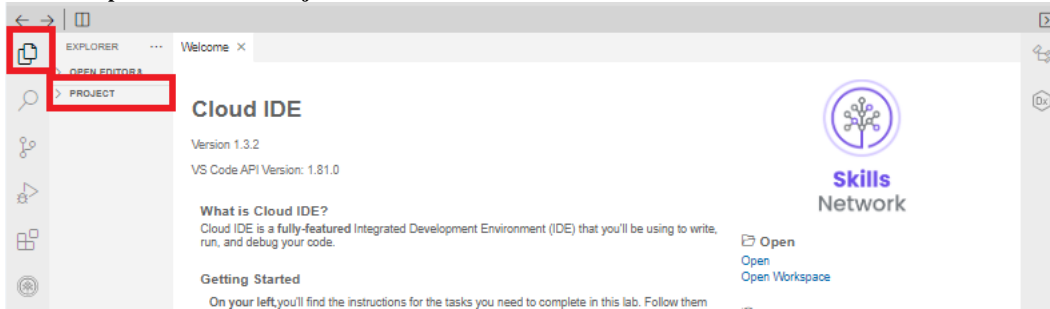 EXPLORER ...
Welcome ×
OPEN EDITORS
PROJECT
Cloud IDE
Version 1.3.2
VS Code API Version: 1.81.0
What is Cloud IDE?
Cloud IDE is a fully-featured Integrated Development Environment (IDE) that you'll be using to write,
run, and debug your code.
Getting Started
On your left,you'll find the instructions for the tasks you need to complete in this lab. Follow them
Skills
Network
Open
Open
Open Workspace
Dx